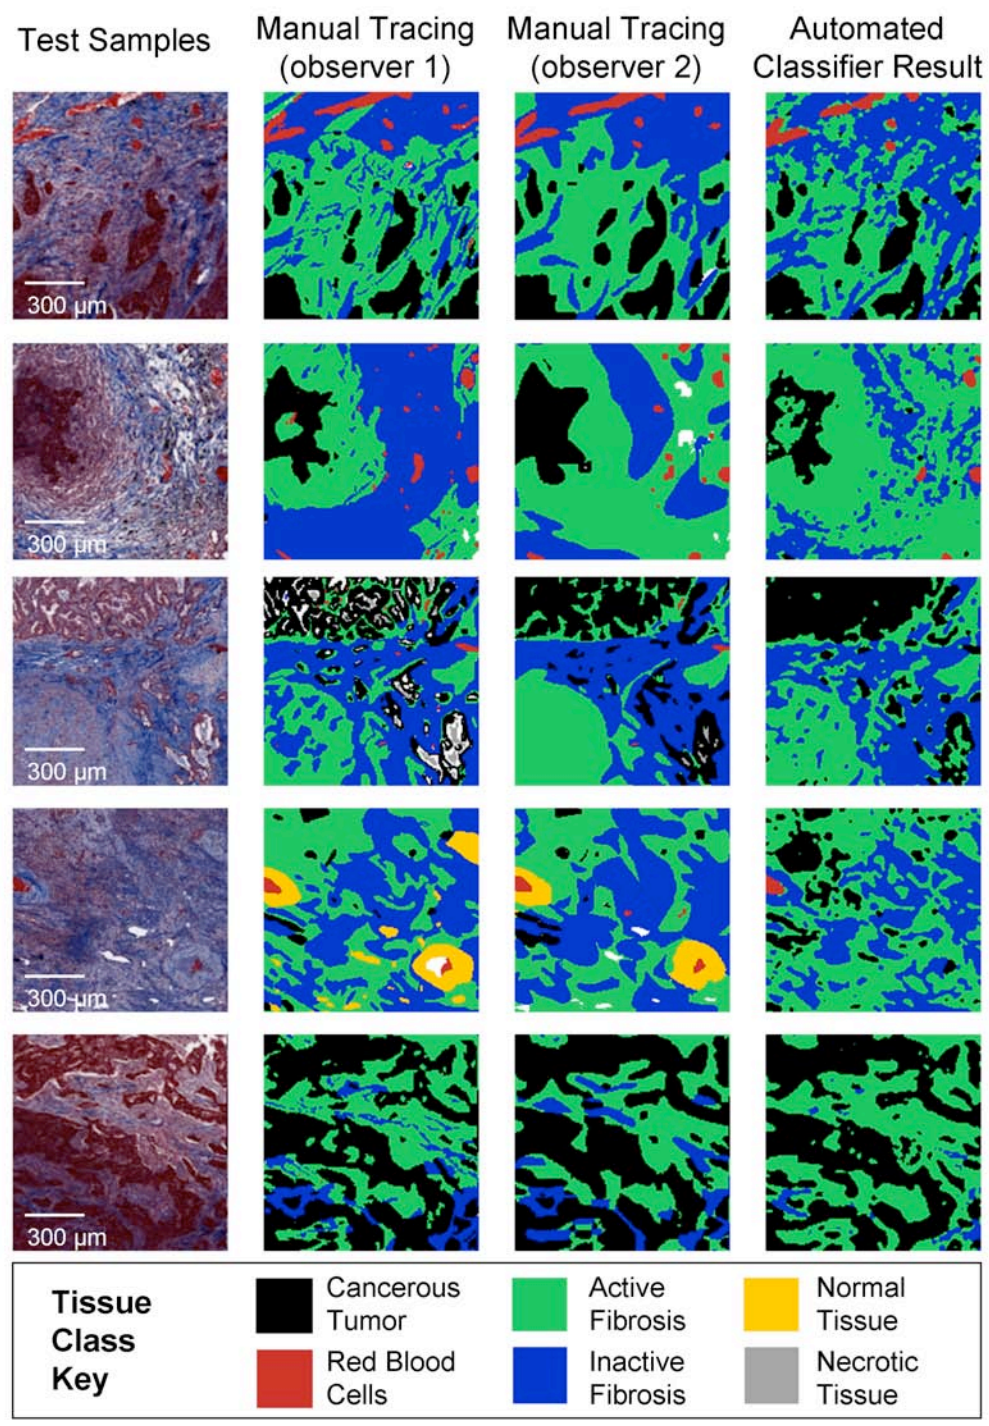 Test Samples
Manual Tracing
(observer 1)
Manual Tracing
(observer 2)
Automated
Classifier Result
300 µm
300 µm
300 µm
300 µm
300 µm
Tissue
Class
Key
Cancerous
Tumor
Active
Fibrosis
Normal
Tissue
Red Blood
Cells
Inactive
Fibrosis
Necrotic
Tissue